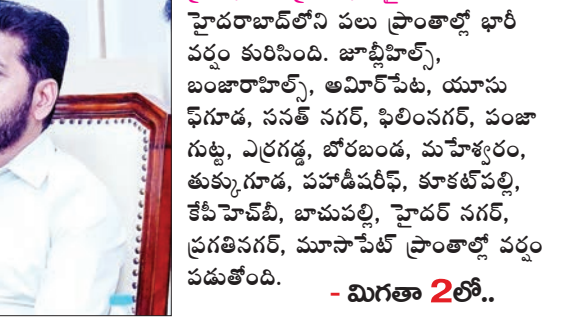 హైదరాబాద్‌లోని పలు ప్రాంతాల్లో భారీ
వర్షం కురిసింది. జూబ్లీహిల్స్,
బంజారాహిల్స్, అమీర్‌పేట, యూసు
ఫ్‌గూడ, సనత్ నగర్, ఫిలింనగర్, పంజా
గుట్ట, ఎర్రగడ్డ, బోరబండ, మహేశ్వరం,
తుక్కుగూడ, పహాడీషరీఫ్, కూకట్‌పల్లి,
కేపీహెచ్‌బీ, బాచుపల్లి, హైదర్ నగర్,
ప్రగతినగర్, మూసాపేట్ ప్రాంతాల్లో వర్షం
పడుతోంది.
- మిగతా 2లో..